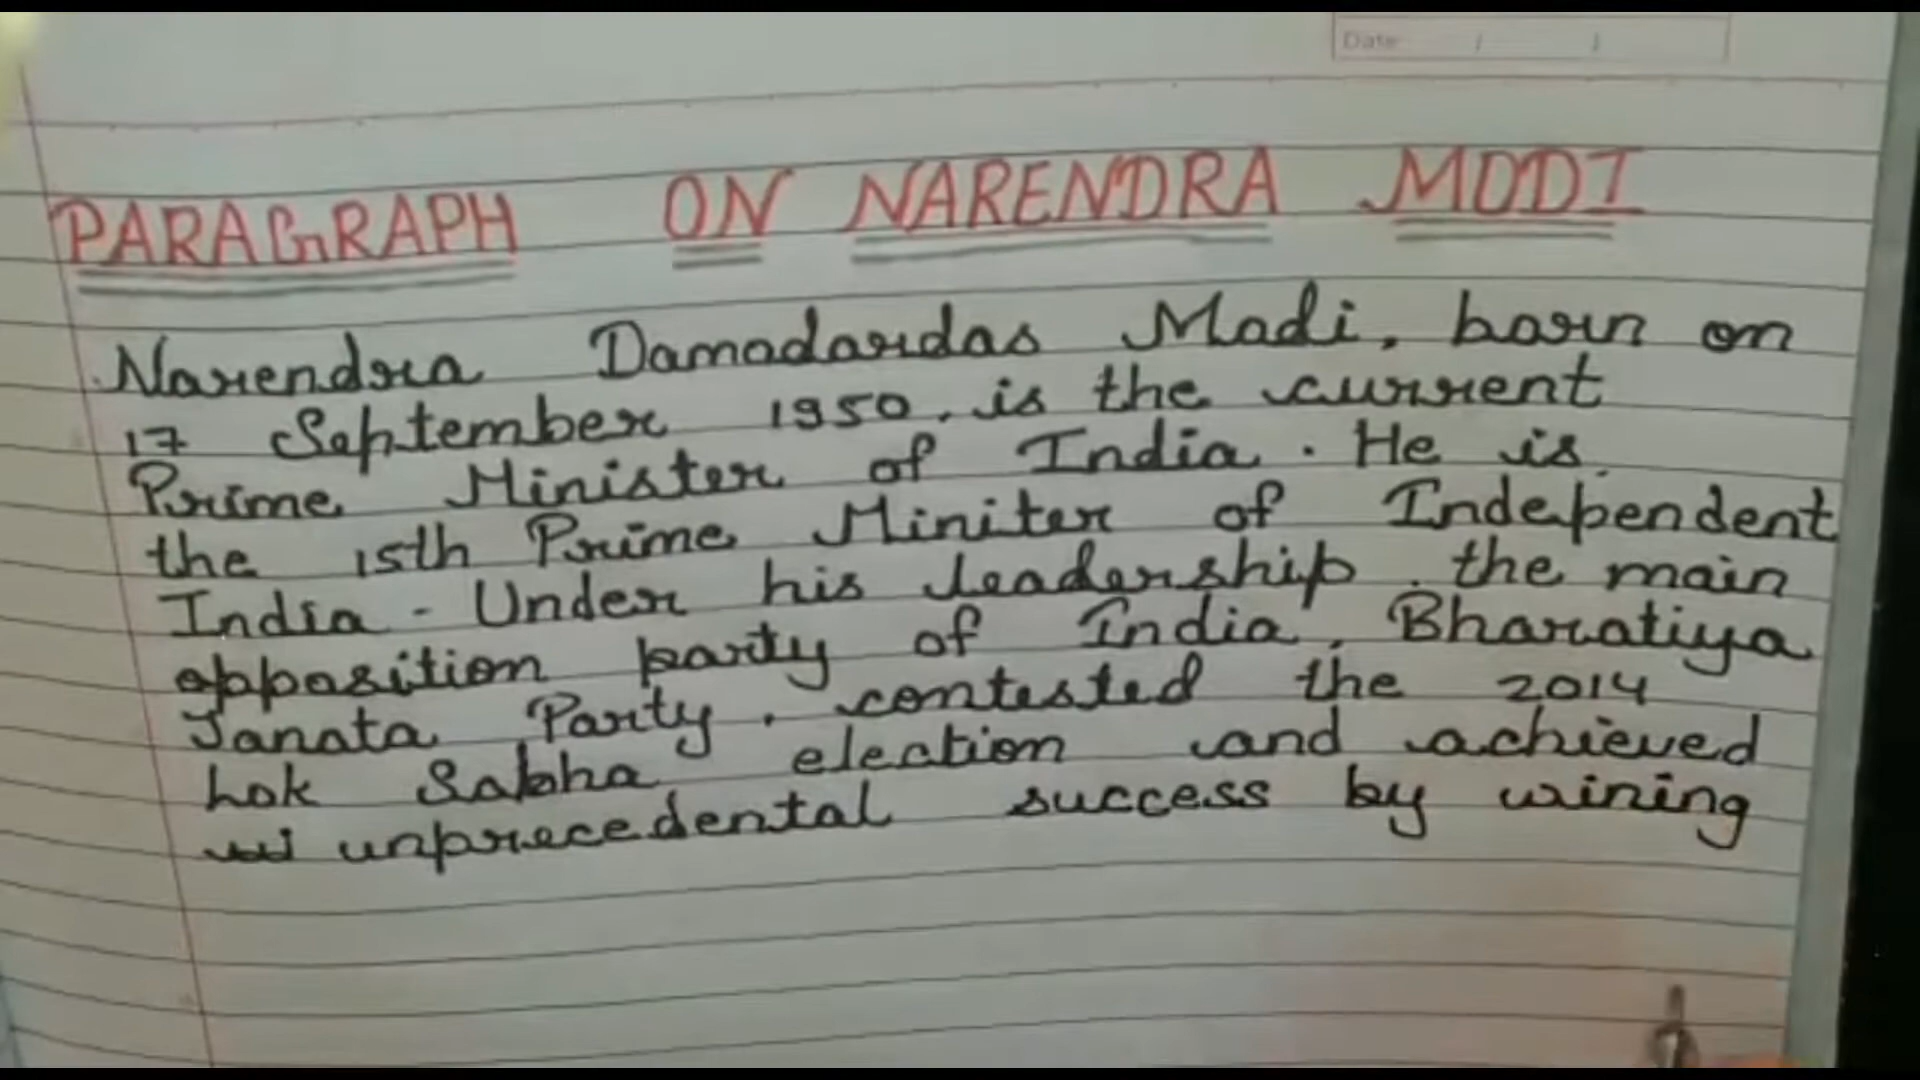 Date / /
PARAGRAPH ON NARENDRA MODI
Narendra Damodardas Modi, born on
17 September 1950, is the current
Prime Minister of India. He is
the 15th Prime Miniter of Independent
India - Under his leadership, the main
opposition party of India, Bharatiya
Janata Party, contested the 2014
Lok Sabha election and achieved
unprecedental success by wining